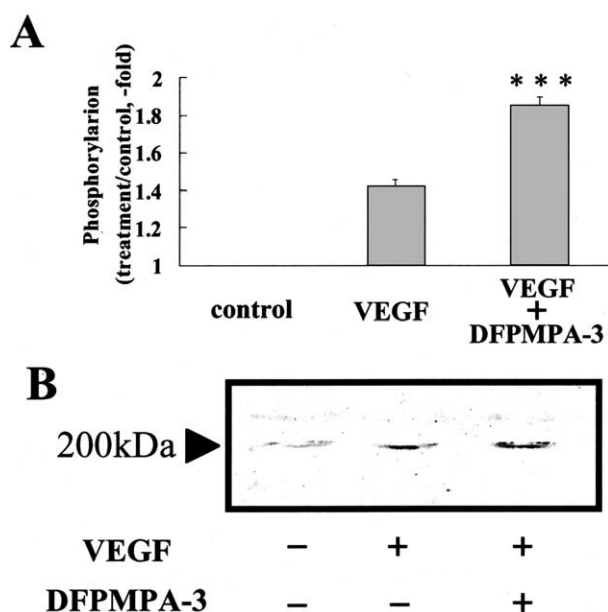 A
Phosphorylarion
(treatment/control, -fold)
2
1.8
1.6
1.4
1.2
1
* * *
control
VEGF
VEGF
+
DFPMPA-3
B
200kDa
VEGF − + +
DFPMPA-3 − − +